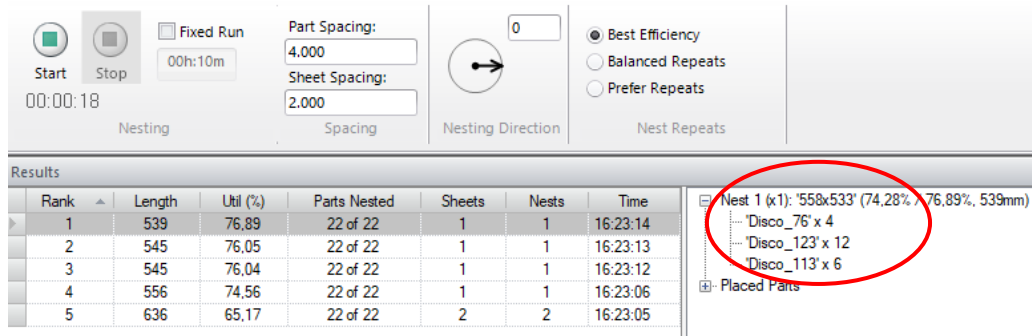 Start
Stop
00:00:18
Fixed Run
00h:10m
Nesting
Part Spacing:
4.000
Sheet Spacing:
2.000
Spacing
0
Nesting Direction
Best Efficiency
Balanced Repeats
Prefer Repeats
Nest Repeats
Results
Rank Length Util (%) Parts Nested Sheets Nests Time
1 539 76,89 22 of 22 1 1 16:23:14
2 545 76,05 22 of 22 1 1 16:23:13
3 545 76,04 22 of 22 1 1 16:23:12
4 556 74,56 22 of 22 1 1 16:23:06
5 636 65,17 22 of 22 2 2 16:23:05
Nest 1 (x1): '558x533' (74,28% / 76,89%, 539mm)
'Disco_76' x 4
'Disco_123' x 12
'Disco_113' x 6
Placed Parts